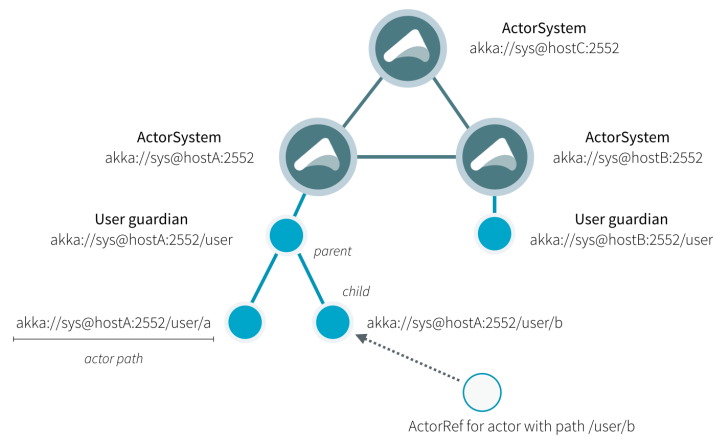 ActorSystem
akka://sys@hostC:2552
ActorSystem
akka://sys@hostA:2552
ActorSystem
akka://sys@hostB:2552
User guardian
akka://sys@hostA:2552/user
User guardian
akka://sys@hostB:2552/user
parent
child
akka://sys@hostA:2552/user/a
akka://sys@hostA:2552/user/b
actor path
ActorRef for actor with path /user/b